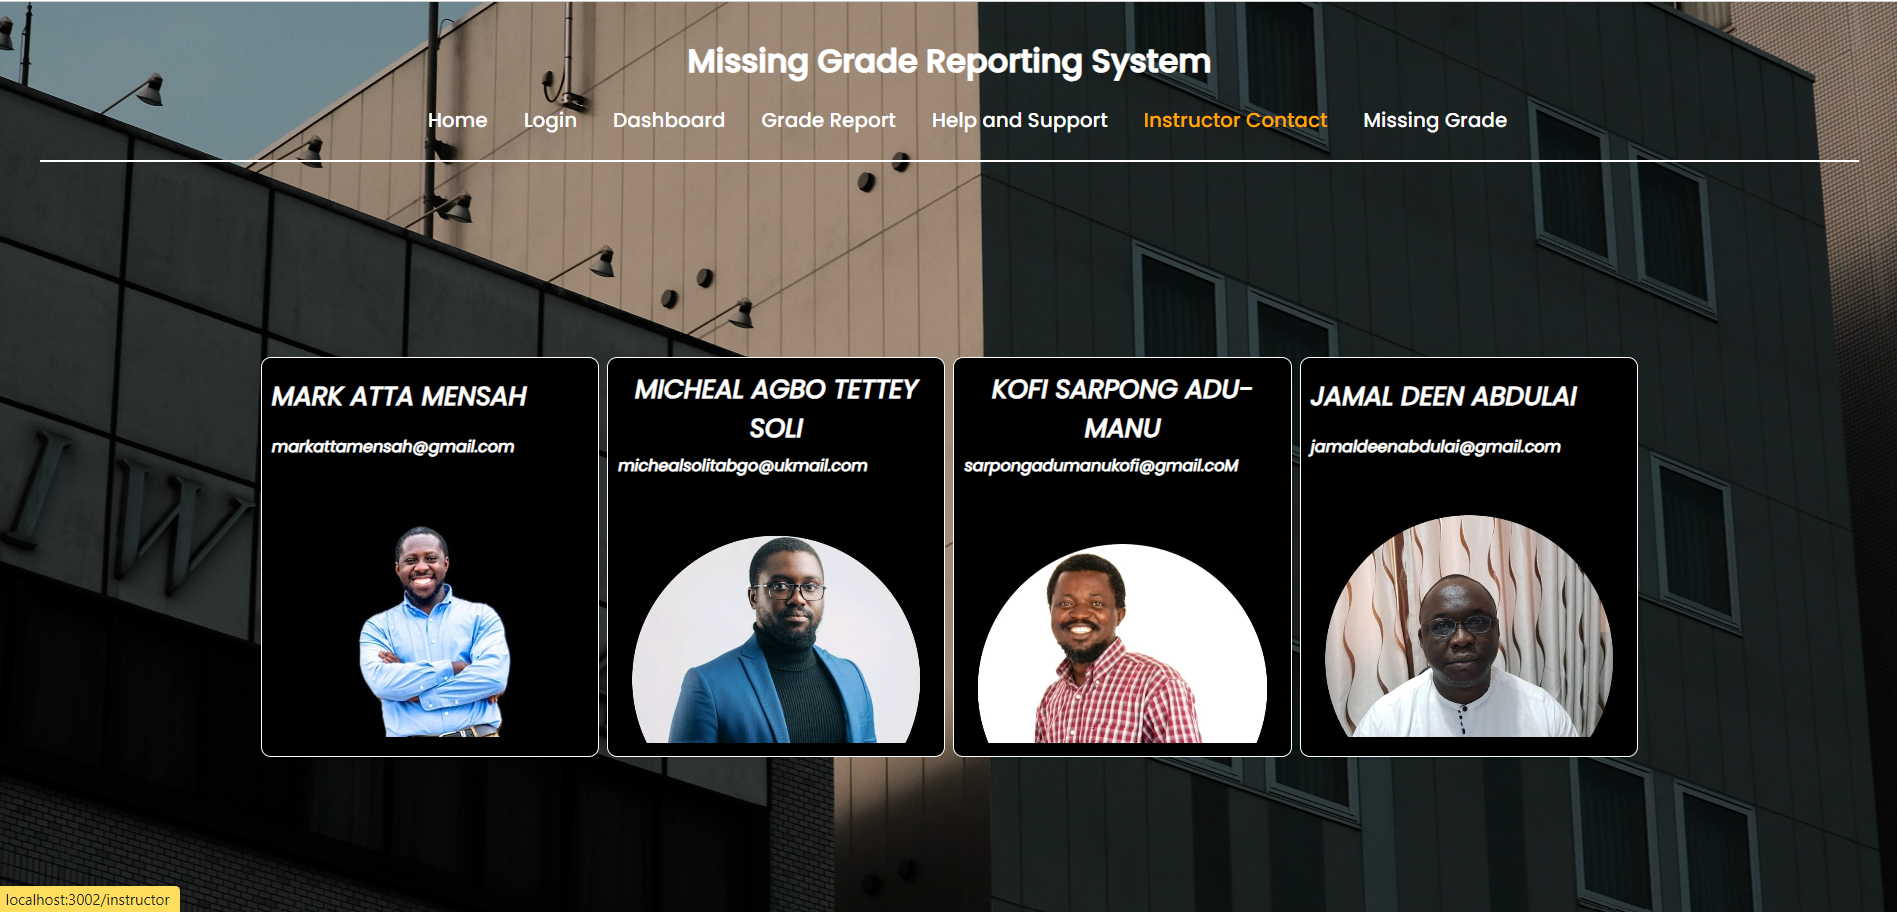 Missing Grade Reporting System
Home Login Dashboard Grade Report Help and Support Instructor Contact Missing Grade
MARK ATTA MENSAH
markattamensah@gmail.com
MICHEAL AGBO TETTEY
SOLI
michealsolitabgo@ukmail.com
KOFI SARPONG ADU-
MANU
sarpongadumanukofi@gmail.coM
JAMAL DEEN ABDULAI
jamaldeenabdulai@gmail.com
IW
localhost:3002/instructor